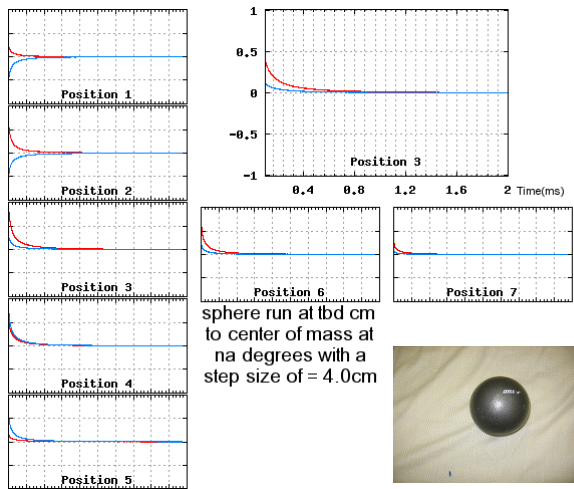 Position 1
Position 2
Position 3
Position 4
Position 5
1
0.5
0
-0.5
-1
Position 3
0.4 0.8 1.2 1.6 2 Time(ms)
Position 6
Position 7
sphere run at tbd cm
to center of mass at
na degrees with a
step size of = 4.0cm